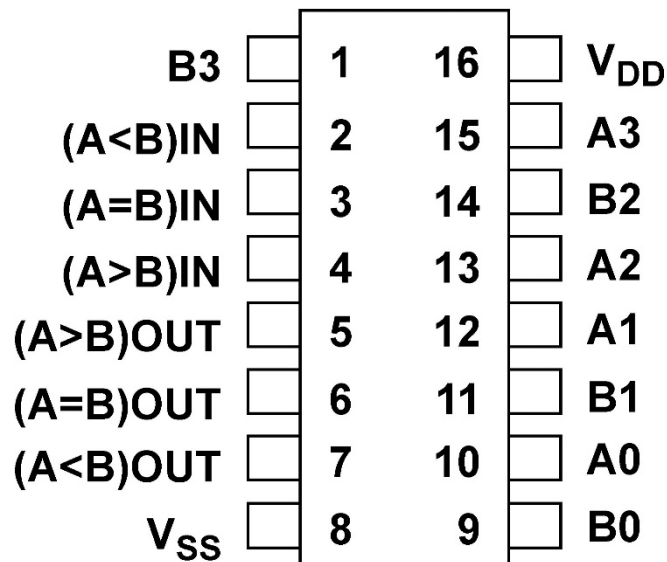 B3 1 16 VDD
(A<B)IN 2 15 A3
(A=B)IN 3 14 B2
(A>B)IN 4 13 A2
(A>B)OUT 5 12 A1
(A=B)OUT 6 11 B1
(A<B)OUT 7 10 A0
VSS 8 9 B0